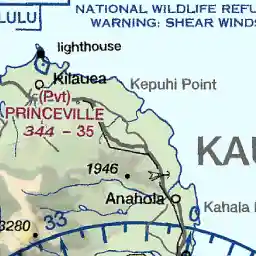 LULU
NATIONAL WILDLIFE REFU
WARNING: SHEAR WINDS
lighthouse
Kilauea
Kepuhi Point
(Pvt)
PRINCEVILLE
344 - 35
KAU
1946
Anahola
Kahala
33
3280